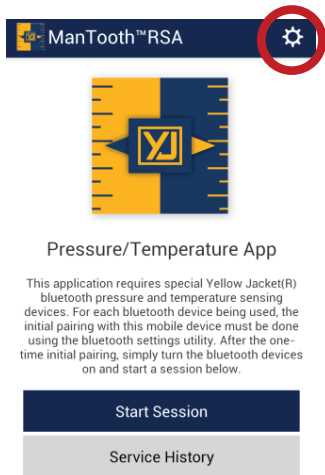 ManTooth™RSA
YJ
Pressure/Temperature App
This application requires special Yellow Jacket(R)
bluetooth pressure and temperature sensing
devices. For each bluetooth device being used, the
initial pairing with this mobile device must be done
using the bluetooth settings utility. After the one-
time initial pairing, simply turn the bluetooth devices
on and start a session below.
Start Session
Service History